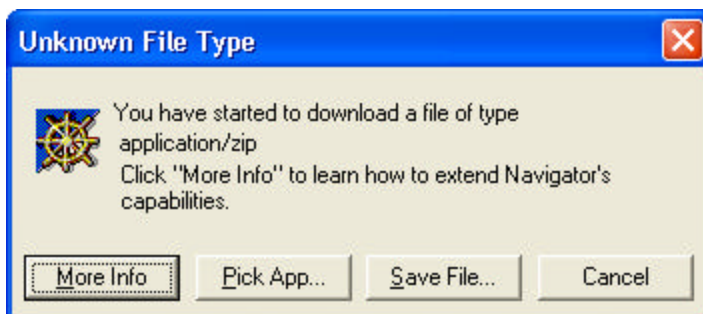 Unknown File Type
You have started to download a file of type
application/zip
Click "More Info" to learn how to extend Navigator's
capabilities.
More Info
Pick App...
Save File...
Cancel